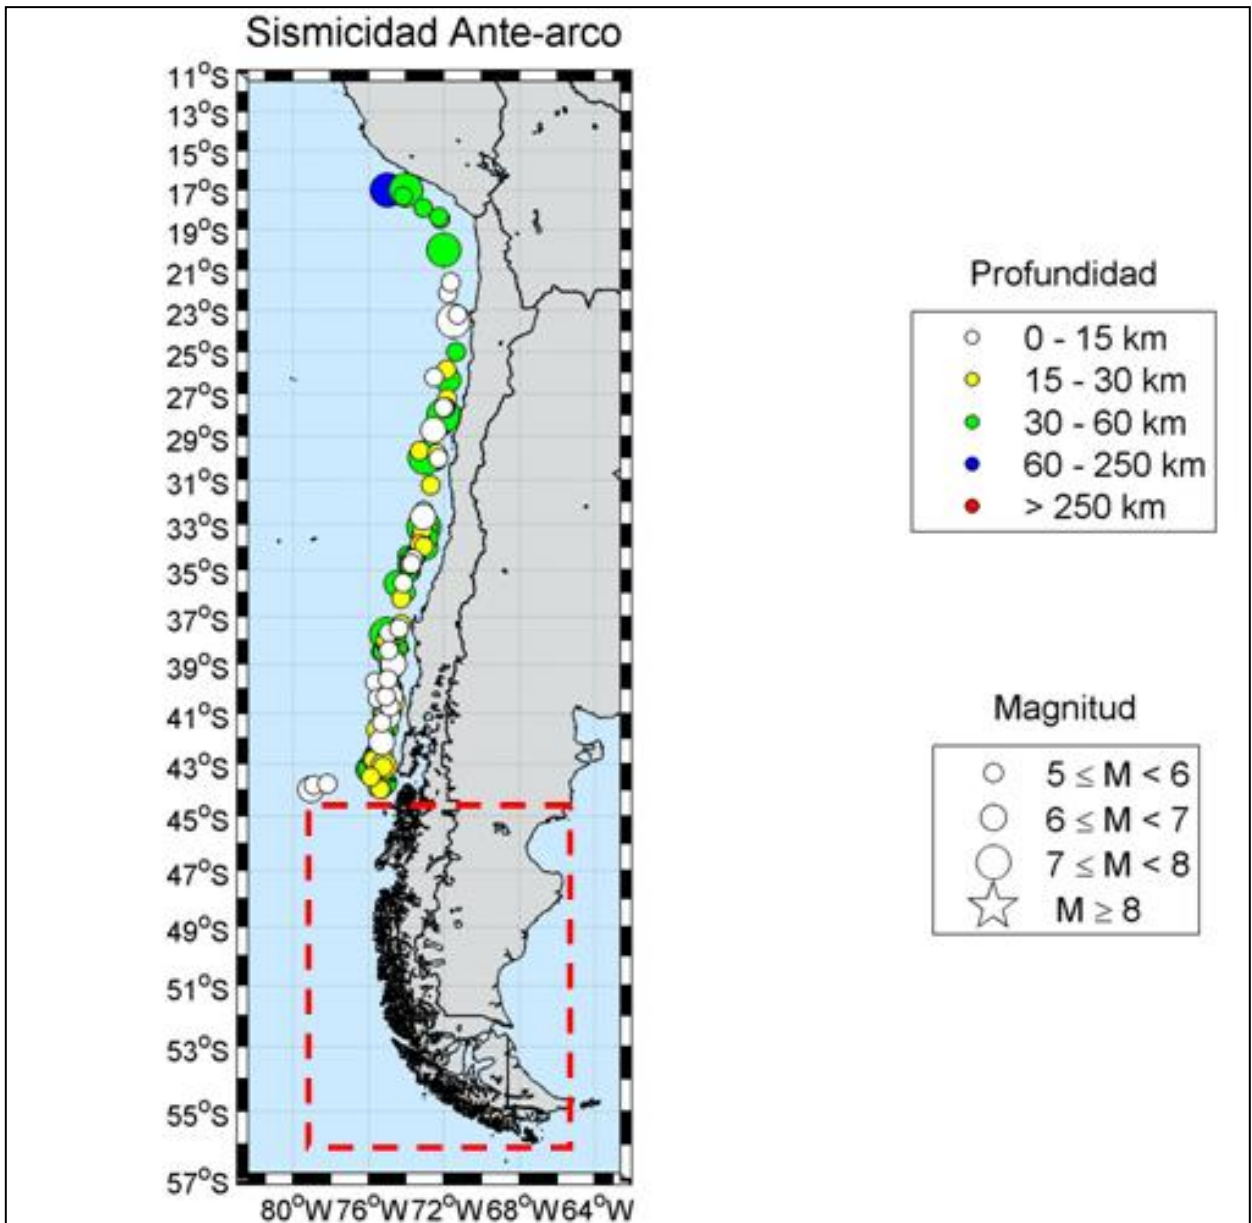 Sismicidad Ante-arco
11°S
13°S
15°S
17°S
19°S
21°S
23°S
25°S
27°S
29°S
31°S
33°S
35°S
37°S
39°S
41°S
43°S
45°S
47°S
49°S
51°S
53°S
55°S
57°S
80°W 76°W 72°W 68°W 64°W
Profundidad
0 - 15 km
15 - 30 km
30 - 60 km
60 - 250 km
> 250 km
Magnitud
5 ≤ M < 6
6 ≤ M < 7
7 ≤ M < 8
M ≥ 8